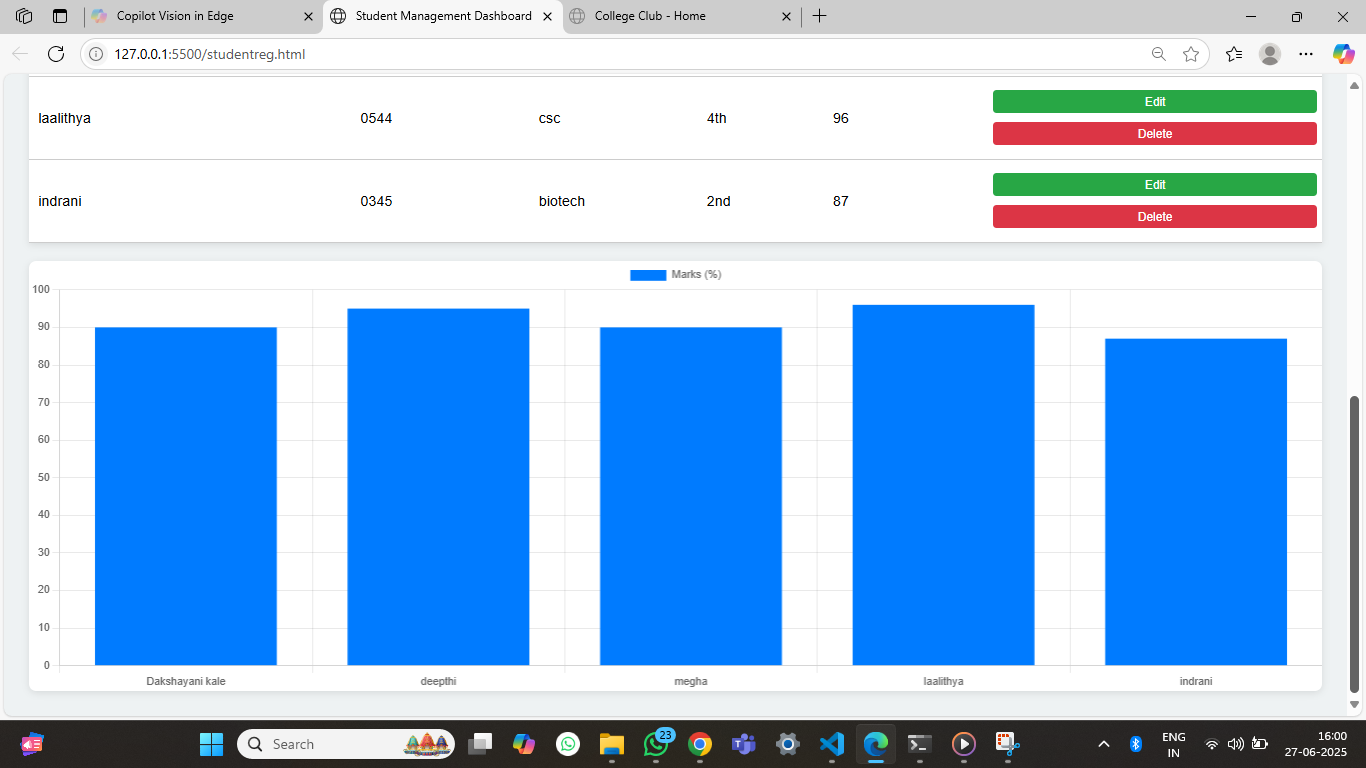 Copilot Vision in Edge
Student Management Dashboard
College Club - Home
127.0.0.1:5500/studentreg.html
laalithya 0544 csc 4th 96 Edit
Delete
indrani 0345 biotech 2nd 87 Edit
Delete
Marks (%)
100
90
80
70
60
50
40
30
20
10
0
Dakshayani kale deepthi megha laalithya indrani
Search
23
ENG
IN
16:00
27-06-2025